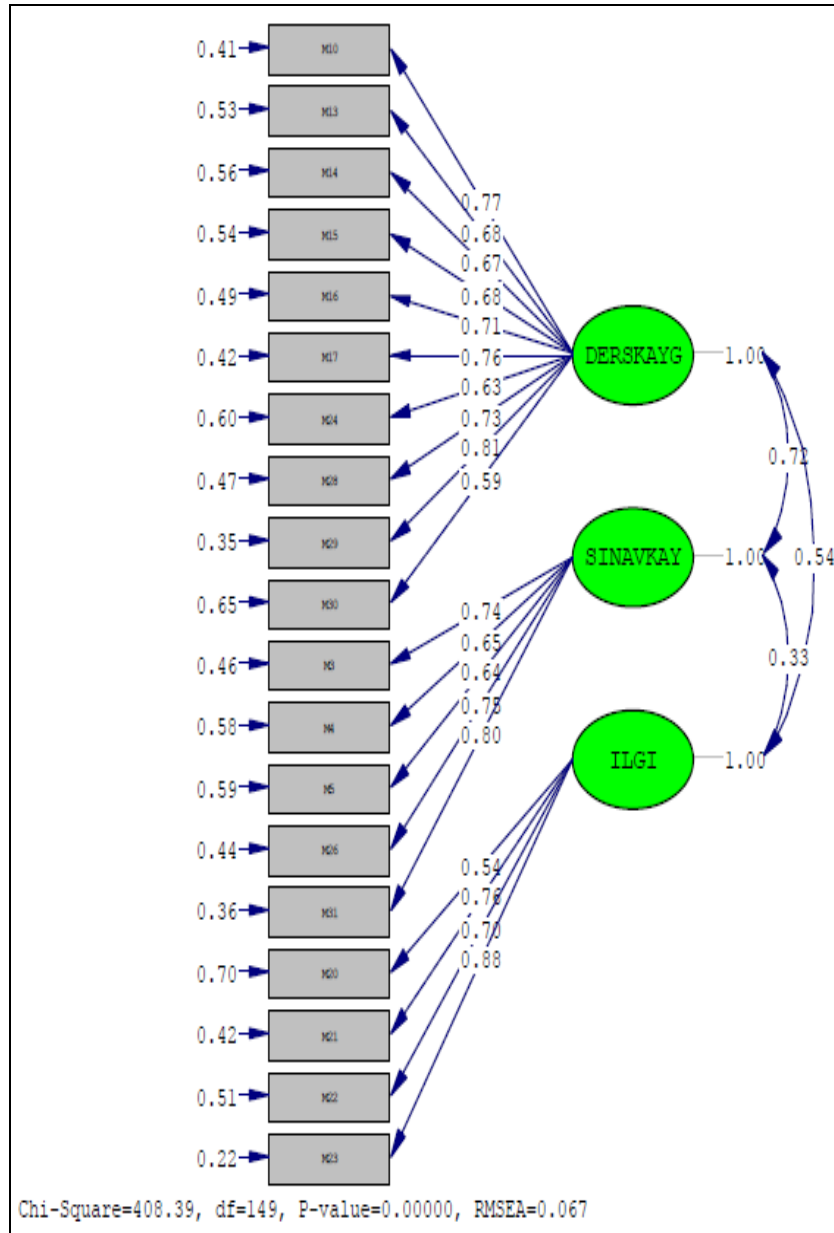 0.41 M10
0.53 M13
0.56 M14
0.54 M15
0.49 M16
0.42 M17
0.60 M24
0.47 M28
0.35 M29
0.65 M30
0.46 M3
0.58 M4
0.59 M5
0.44 M26
0.36 M31
0.70 M20
0.42 M21
0.51 M22
0.22 M23
0.77
0.68
0.67
0.68
0.71
0.76
0.63
0.73
0.81
0.59
0.74
0.65
0.64
0.75
0.80
0.54
0.76
0.70
0.88
DERSKAYG 1.00
SINAVKAY 1.00
ILGI 1.00
0.72
0.54
0.33
Chi-Square=408.39, df=149, P-value=0.00000, RMSEA=0.067